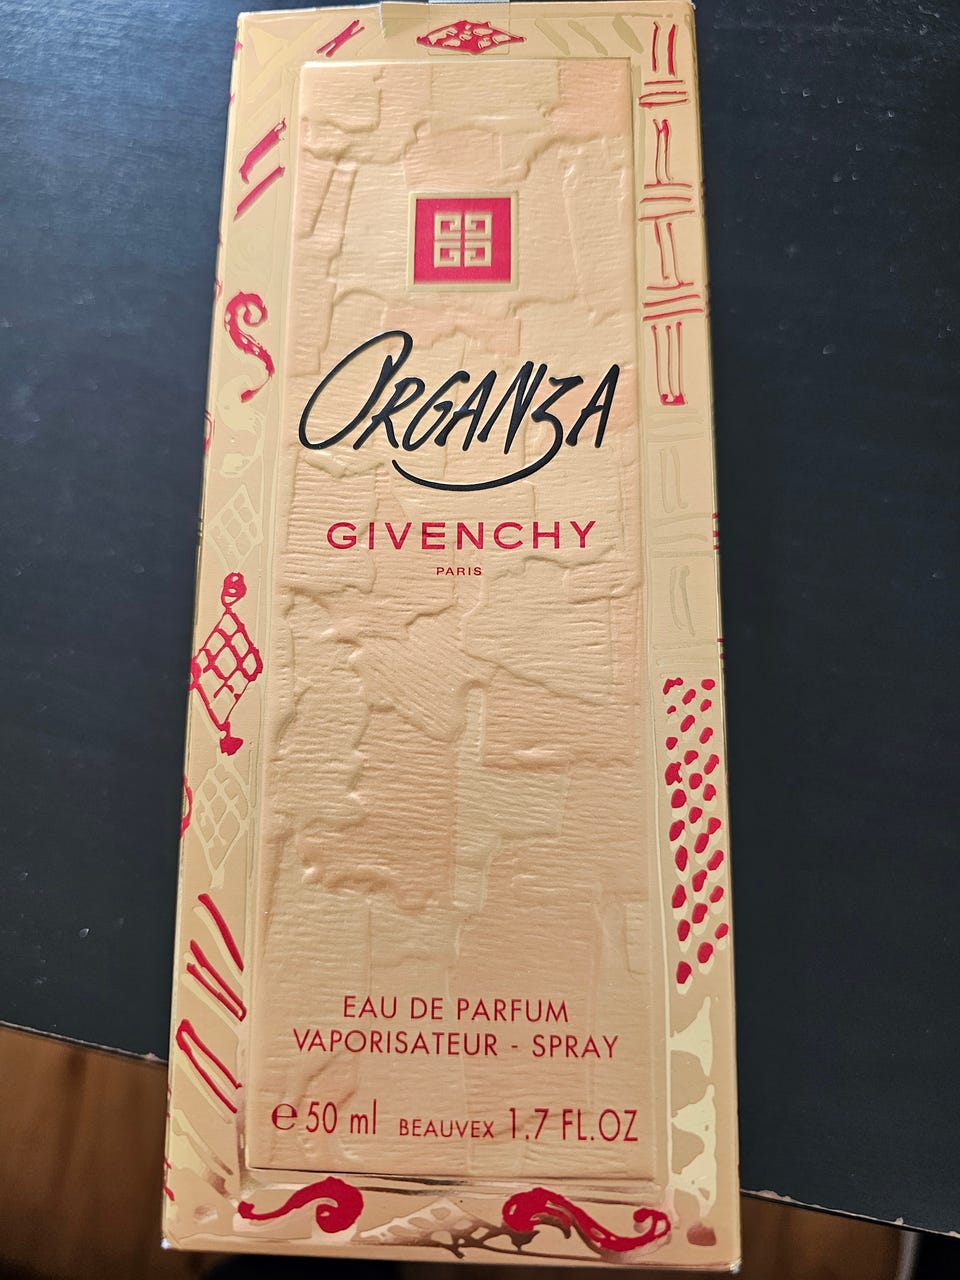 ORGANZA
GIVENCHY
PARIS
EAU DE PARFUM
VAPORISATEUR - SPRAY
℮ 50 ml BEAUVEX 1.7 FL.OZ